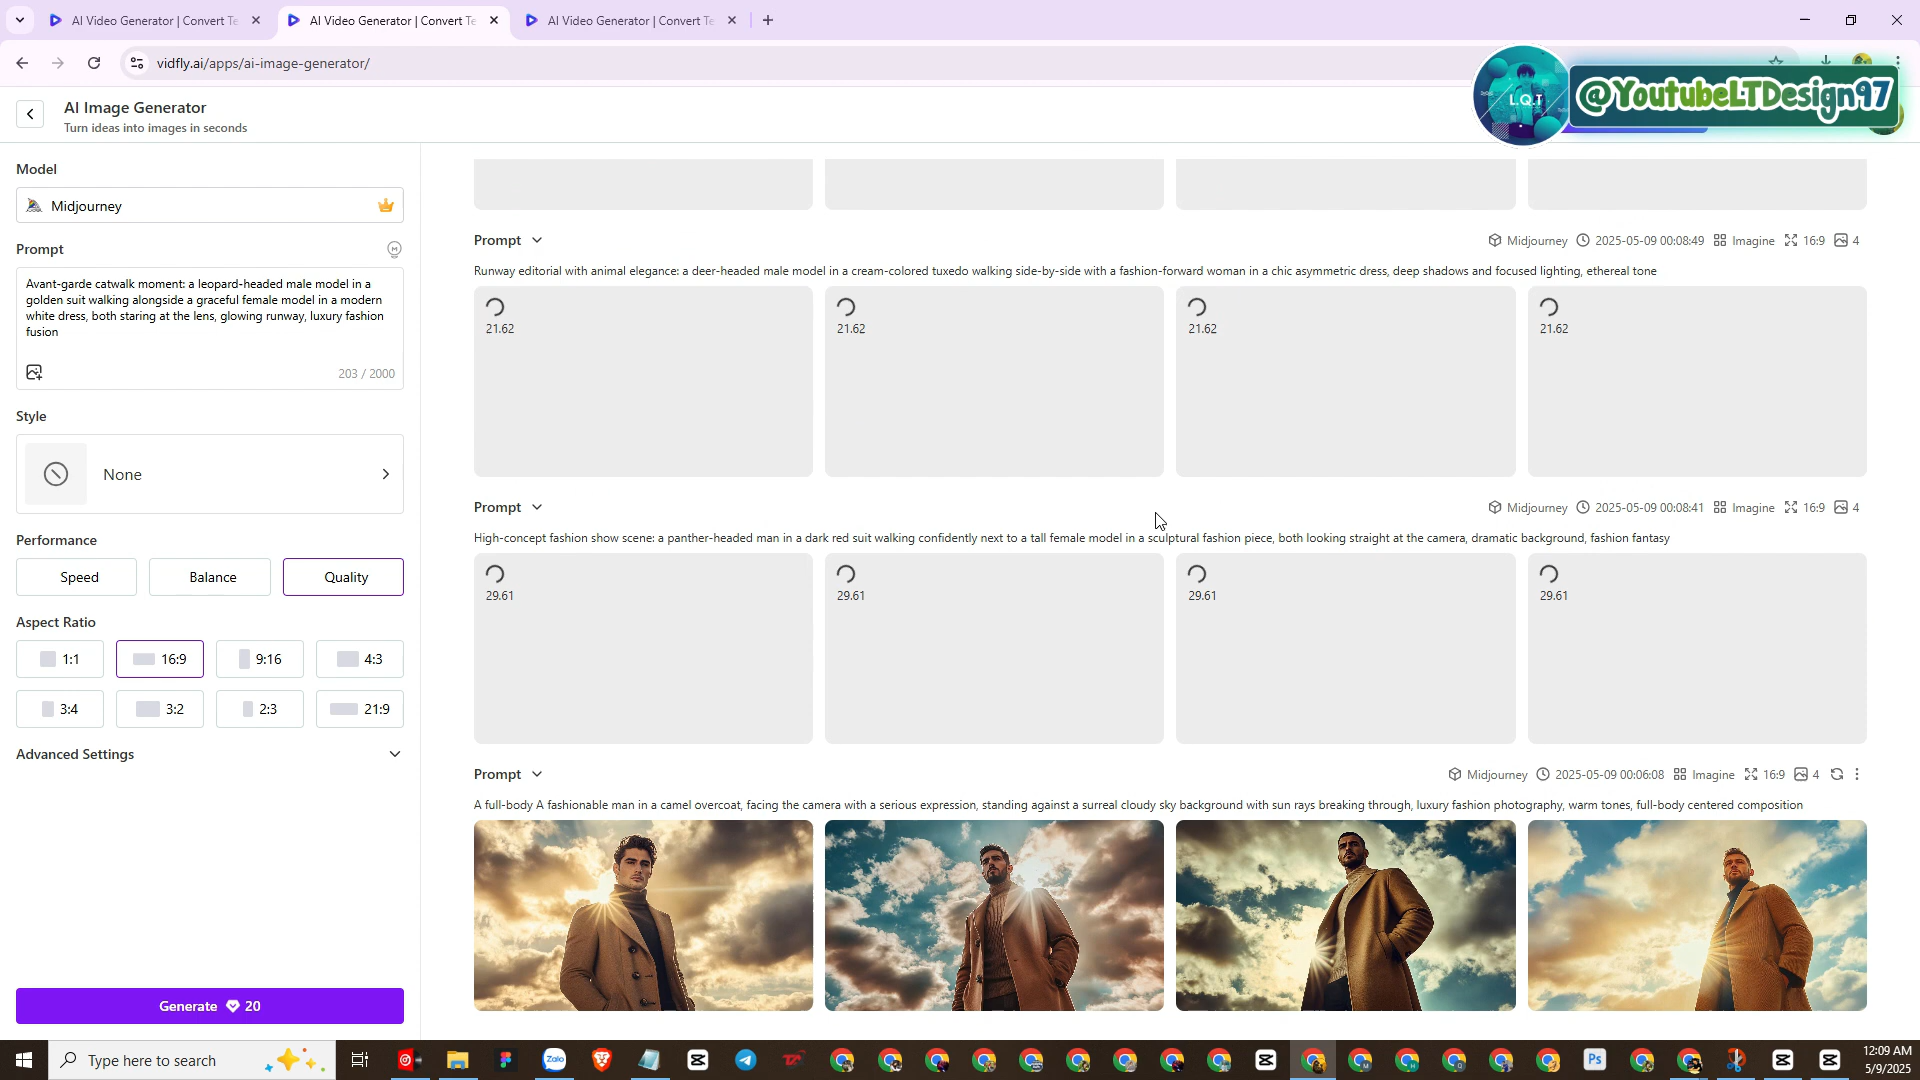 AI Video Generator | Convert Te
AI Video Generator | Convert Te
AI Video Generator | Convert Te
vidfly.ai/apps/ai-image-generator/
L.Q.T
@YoutubeLTDesign97
AI Image Generator
Turn ideas into images in seconds
Model
Midjourney
Prompt
Avant-garde catwalk moment: a leopard-headed male model in a
golden suit walking alongside a graceful female model in a modern
white dress, both staring at the lens, glowing runway, luxury fashion
fusion
203 / 2000
Style
None
Performance
Speed Balance Quality
Aspect Ratio
1:1 16:9 9:16 4:3
3:4 3:2 2:3 21:9
Advanced Settings
Generate 20
Prompt Midjourney 2025-05-09 00:08:49 Imagine 16:9 4
Runway editorial with animal elegance: a deer-headed male model in a cream-colored tuxedo walking side-by-side with a fashion-forward woman in a chic asymmetric dress, deep shadows and focused lighting, ethereal tone
21.62 21.62 21.62 21.62
Prompt Midjourney 2025-05-09 00:08:41 Imagine 16:9 4
High-concept fashion show scene: a panther-headed man in a dark red suit walking confidently next to a tall female model in a sculptural fashion piece, both looking straight at the camera, dramatic background, fashion fantasy
29.61 29.61 29.61 29.61
Prompt Midjourney 2025-05-09 00:06:08 Imagine 16:9 4
A full-body A fashionable man in a camel overcoat, facing the camera with a serious expression, standing against a surreal cloudy sky background with sun rays breaking through, luxury fashion photography, warm tones, full-body centered composition
Type here to search
Zalo
Ps
12:09 AM
5/9/2025